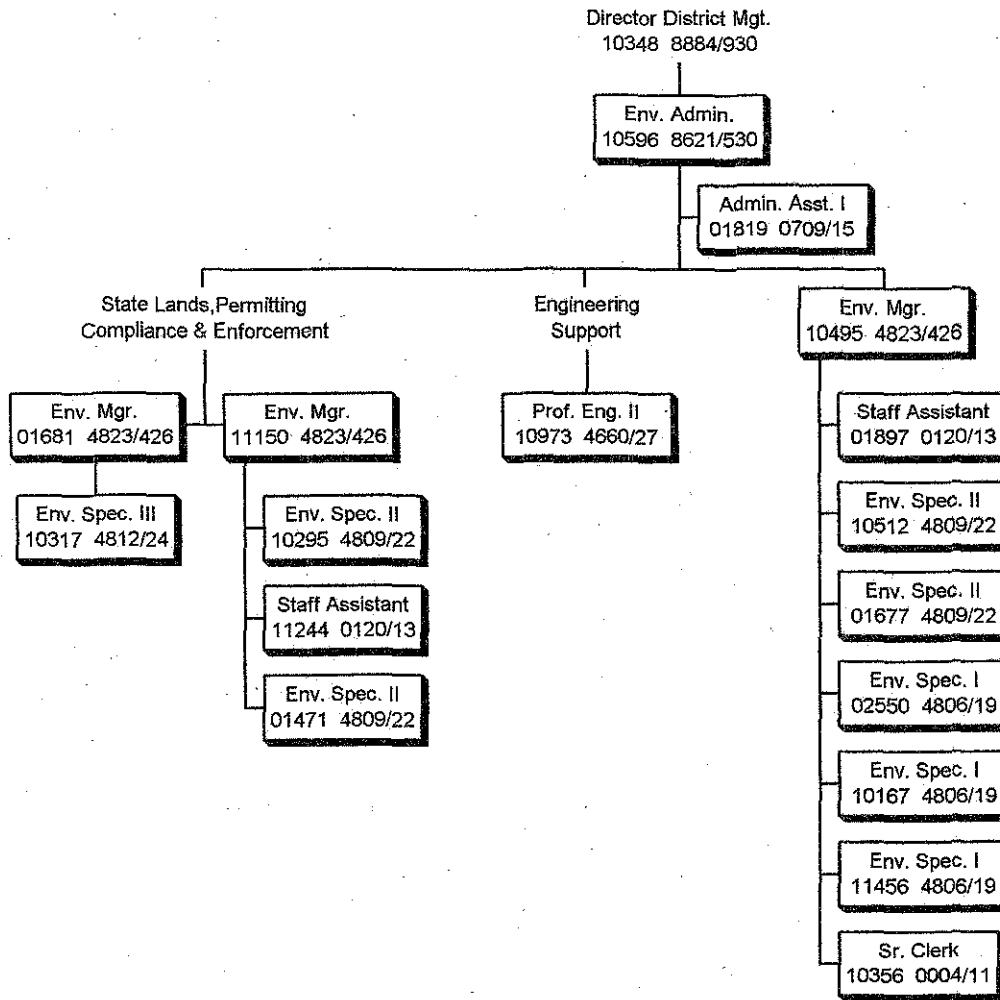 Director District Mgt.
10348 8884/930
Env. Admin.
10596 8621/530
Admin. Asst. I
01819 0709/15
State Lands,Permitting
Compliance & Enforcement
Engineering
Support
Env. Mgr.
10495 4823/426
Env. Mgr.
01681 4823/426
Env. Mgr.
11150 4823/426
Prof. Eng. II
10973 4660/27
Env. Spec. III
10317 4812/24
Env. Spec. II
10295 4809/22
Staff Assistant
11244 0120/13
Env. Spec. II
01471 4809/22
Staff Assistant
01897 0120/13
Env. Spec. II
10512 4809/22
Env. Spec. II
01677 4809/22
Env. Spec. I
02550 4806/19
Env. Spec. I
10167 4806/19
Env. Spec. I
11456 4806/19
Sr. Clerk
10356 0004/11